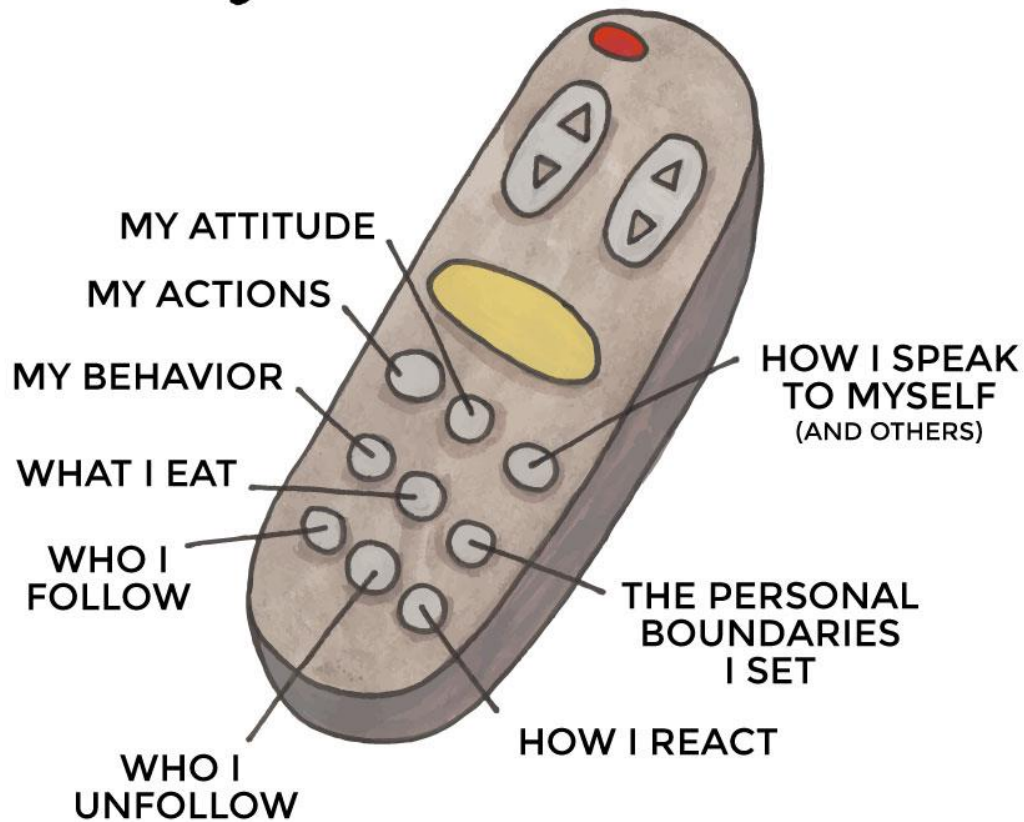 MY ATTITUDE
MY ACTIONS
MY BEHAVIOR
WHAT I EAT
WHO I
FOLLOW
WHO I
UNFOLLOW
HOW I SPEAK
TO MYSELF
(AND OTHERS)
THE PERSONAL
BOUNDARIES
I SET
HOW I REACT